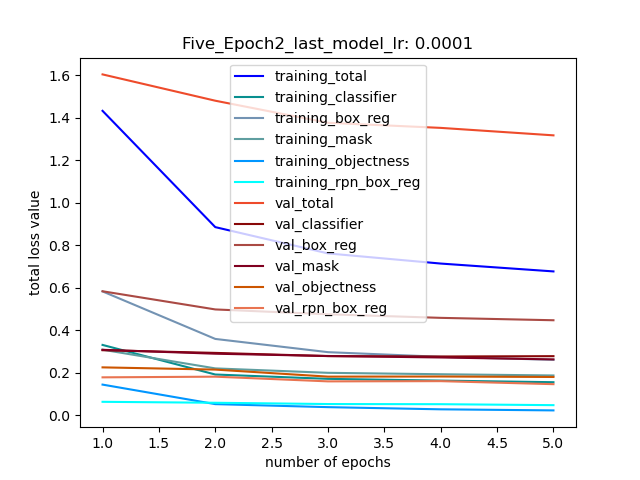 Five_Epoch2_last_model_lr: 0.0001
training_total
training_classifier
training_box_reg
training_mask
training_objectness
training_rpn_box_reg
val_total
val_classifier
val_box_reg
val_mask
val_objectness
val_rpn_box_reg
total loss value
1.6
1.4
1.2
1.0
0.8
0.6
0.4
0.2
0.0
1.0 1.5 2.0 2.5 3.0 3.5 4.0 4.5 5.0
number of epochs